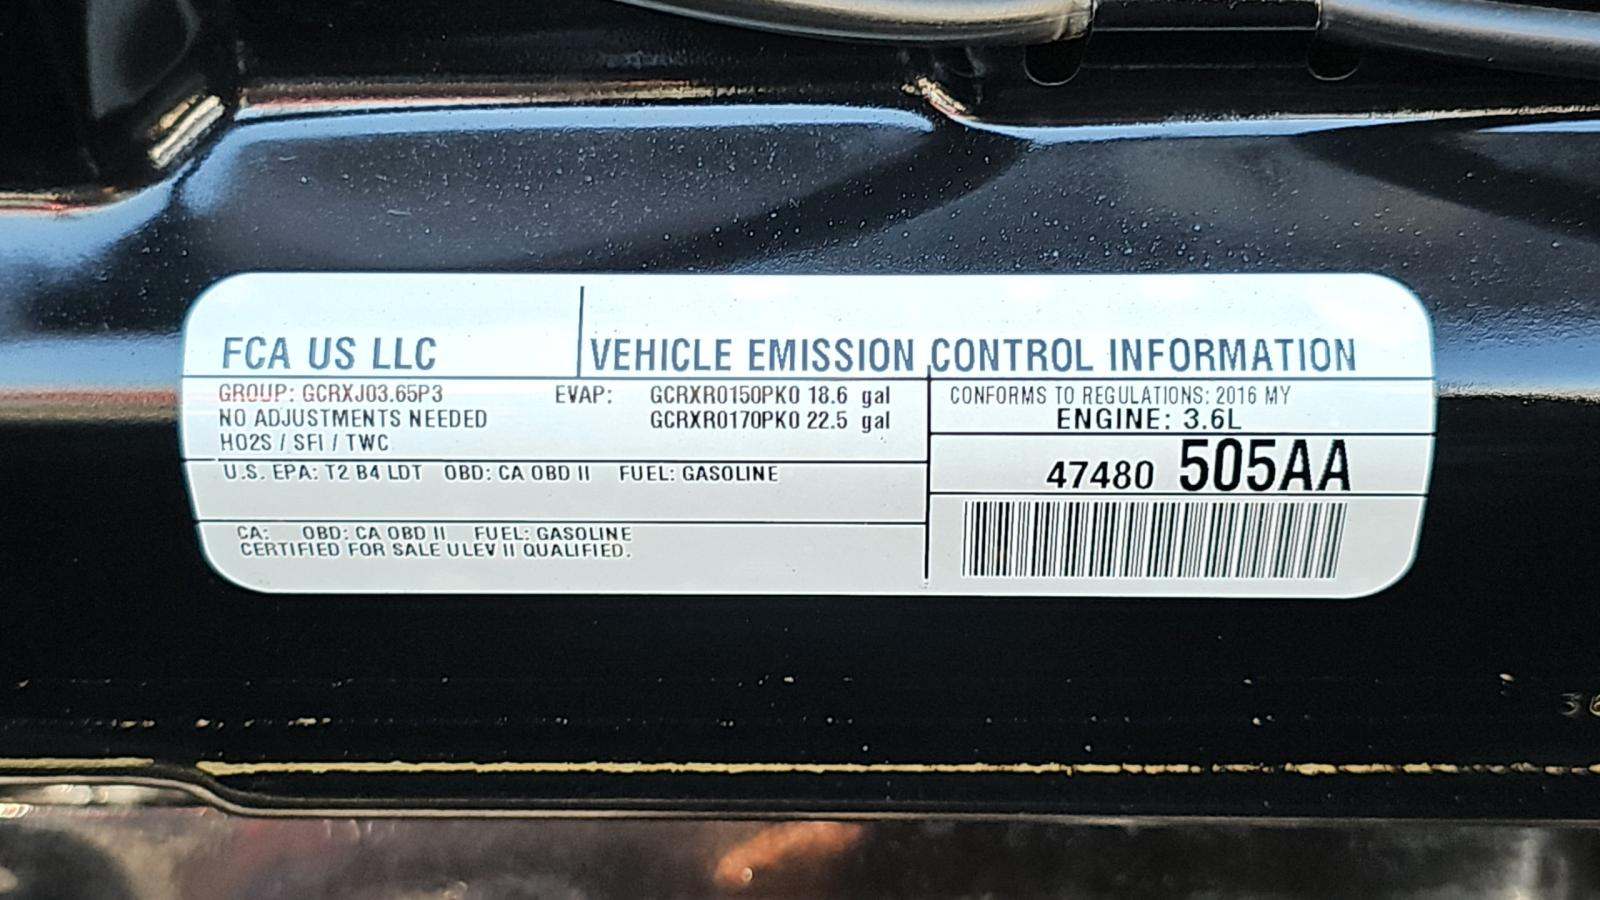 FCA US LLC VEHICLE EMISSION CONTROL INFORMATION
GROUP: GCRXJ03.65P3 EVAP: GCRXR0150PK0 18.6 gal
NO ADJUSTMENTS NEEDED GCRXR0170PK0 22.5 gal
HO2S / SFI / TWC
CONFORMS TO REGULATIONS: 2016 MY
ENGINE: 3.6L
U.S. EPA: T2 B4 LDT OBD: CA OBD II FUEL: GASOLINE
47480 505AA
CA: OBD: CA OBD II FUEL: GASOLINE
CERTIFIED FOR SALE ULEV II QUALIFIED.